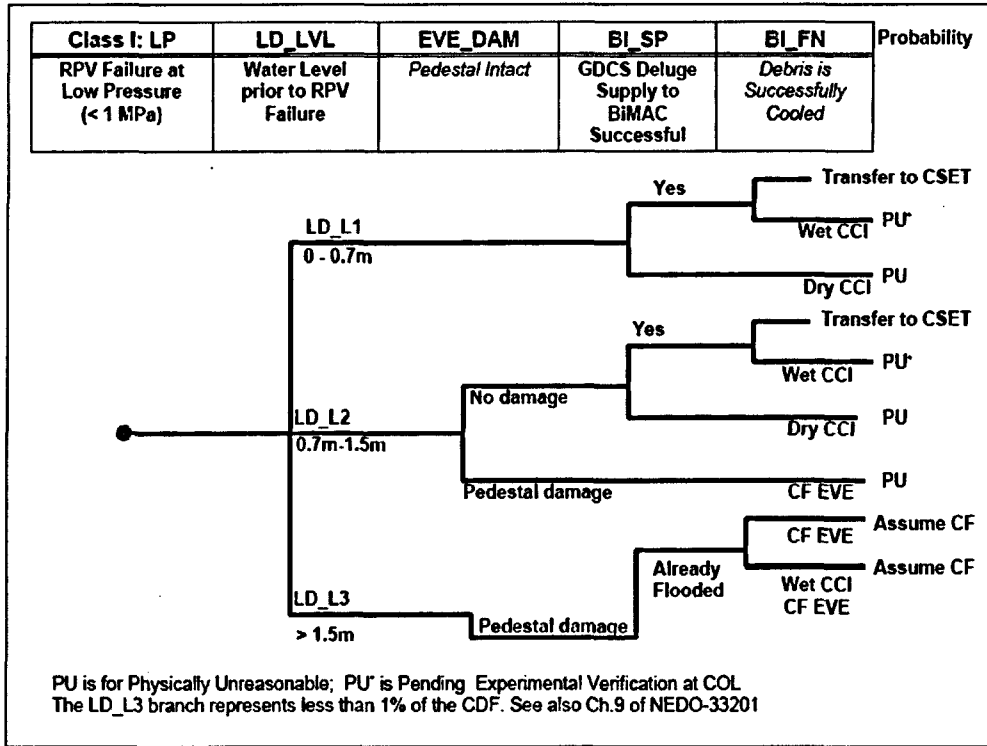 Class I: LP LD_LVL EVE_DAM BI_SP BI_FN Probability
RPV Failure at
Low Pressure
(< 1 MPa)
Water Level
prior to RPV
Failure
Pedestal Intact
GDCS Deluge
Supply to
BiMAC
Successful
Debris is
Successfully
Cooled
Yes
Transfer to CSET
Wet CCI
PU*
LD_L1
0 - 0.7m
Dry CCI
PU
Yes
Transfer to CSET
Wet CCI
PU*
No damage
Dry CCI
PU
LD_L2
0.7m-1.5m
Pedestal damage
CF EVE
PU
CF EVE
Assume CF
Already
Flooded
Wet CCI
CF EVE
Assume CF
LD_L3
> 1.5m
Pedestal damage
PU is for Physically Unreasonable; PU* is Pending Experimental Verification at COL
The LD_L3 branch represents less than 1% of the CDF. See also Ch.9 of NEDO-33201